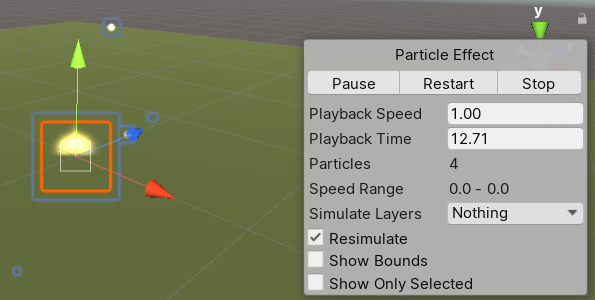 y
Particle Effect
Pause Restart Stop
Playback Speed 1.00
Playback Time 12.71
Particles 4
Speed Range 0.0 - 0.0
Simulate Layers Nothing
Resimulate
Show Bounds
Show Only Selected